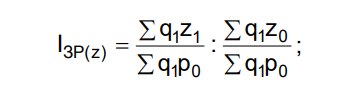 I₃P(z) = ∑q₁z₁ / ∑q₁p₀ : ∑q₁z₀ / ∑q₁p₀ ;